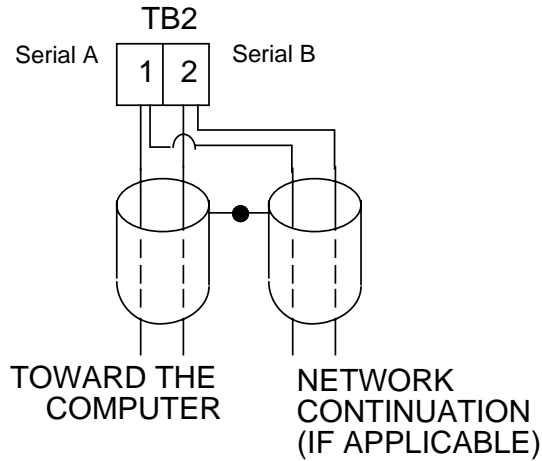 TB2
Serial A
1
2
Serial B
TOWARD THE
COMPUTER
NETWORK
CONTINUATION
(IF APPLICABLE)